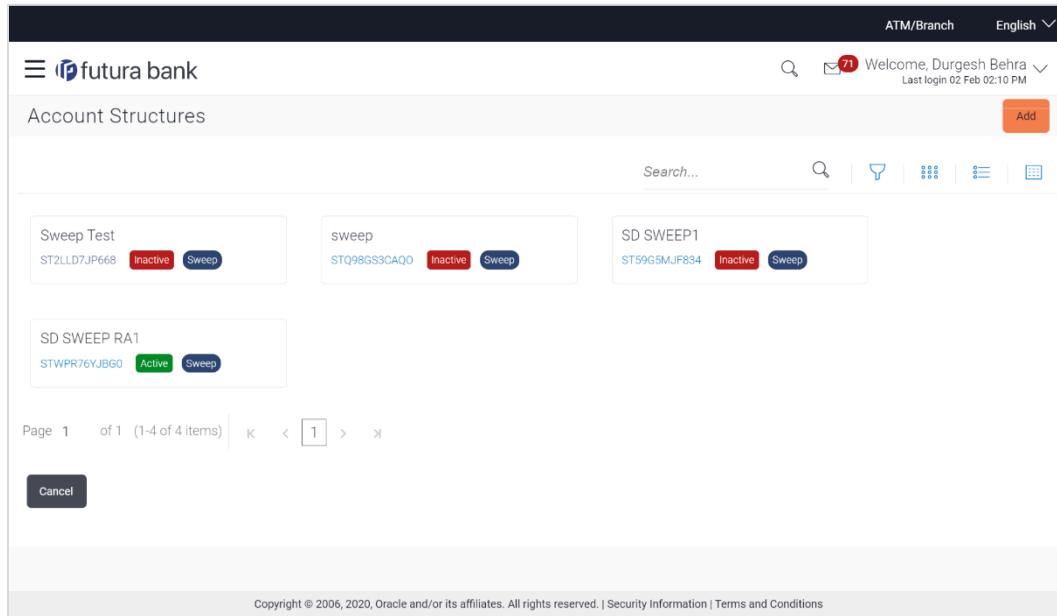 ATM/Branch English
futura bank
71 Welcome, Durgesh Behra
Last login 02 Feb 02:10 PM
Account Structures
Add
Search...
Sweep Test
ST2LLD7JP668 Inactive Sweep
sweep
STQ98GS3CAQO Inactive Sweep
SD SWEEP1
ST59G5MJF834 Inactive Sweep
SD SWEEP RA1
STWPR76YJBG0 Active Sweep
Page 1 of 1 (1-4 of 4 items) 1
Cancel
Copyright © 2006, 2020, Oracle and/or its affiliates. All rights reserved. | Security Information | Terms and Conditions